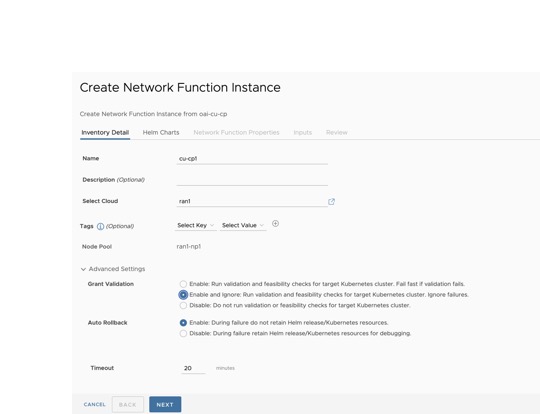 Create Network Function Instance
Create Network Function Instance from oai-cu-cp
Inventory Detail Helm Charts Network Function Properties Inputs Review
Name cu-cp1
Description (Optional)
Select Cloud ran1
Tags (Optional) Select Key Select Value
Node Pool ran1-np1
Advanced Settings
Grant Validation Enable: Run validation and feasibility checks for target Kubernetes cluster. Fail fast if validation fails.
Enable and Ignore: Run validation and feasibility checks for target Kubernetes cluster. Ignore failures.
Disable: Do not run validation or feasibility checks for target Kubernetes cluster.
Auto Rollback Enable: During failure do not retain Helm release/Kubernetes resources.
Disable: During failure retain Helm release/Kubernetes resources for debugging.
Timeout 20 minutes
CANCEL BACK NEXT